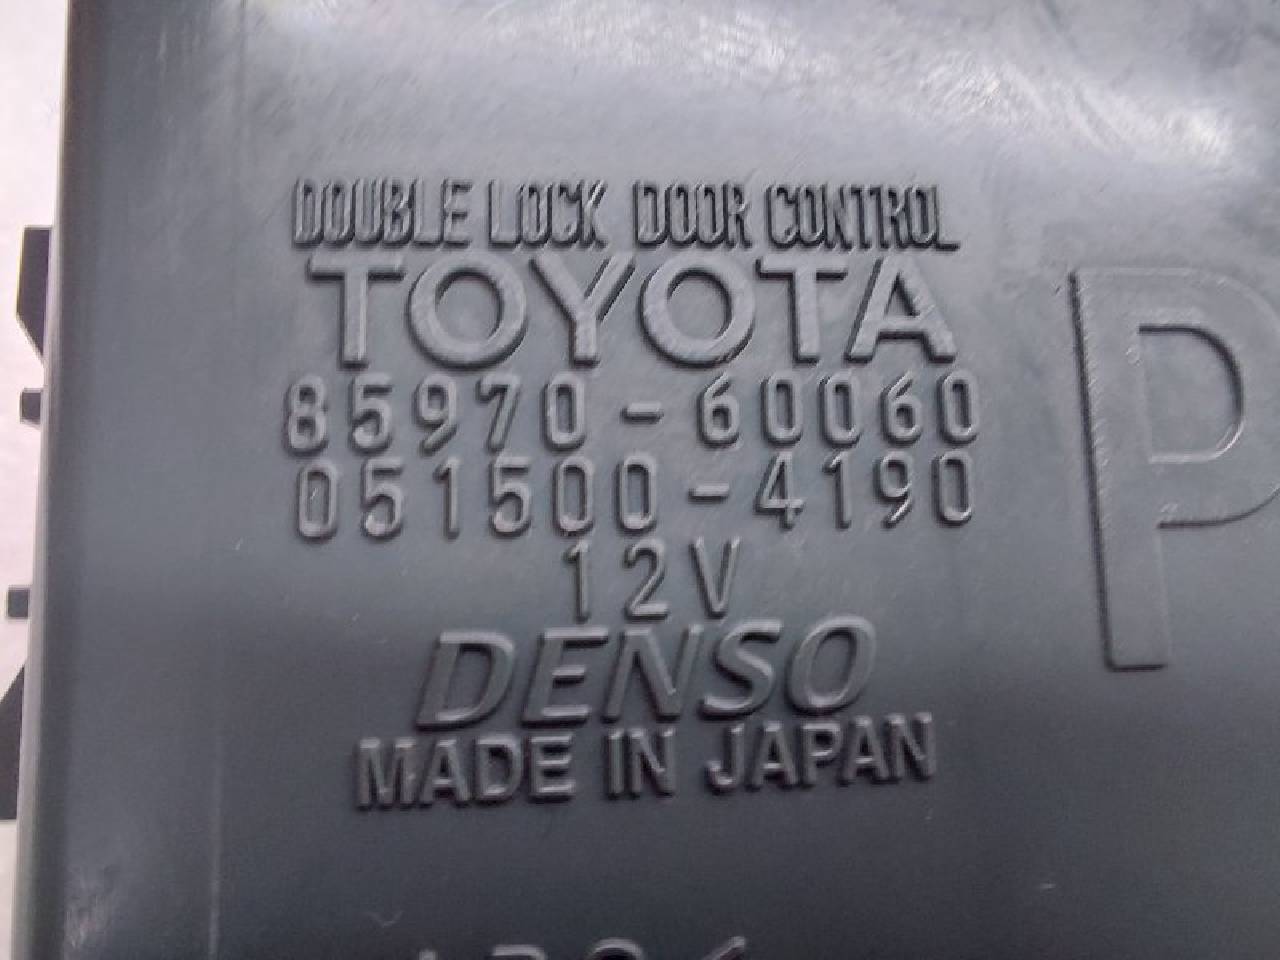 DOUBLE LOCK DOOR CONTROL
TOYOTA
85970-60060
051500-4190
12V
DENSO
MADE IN JAPAN
P